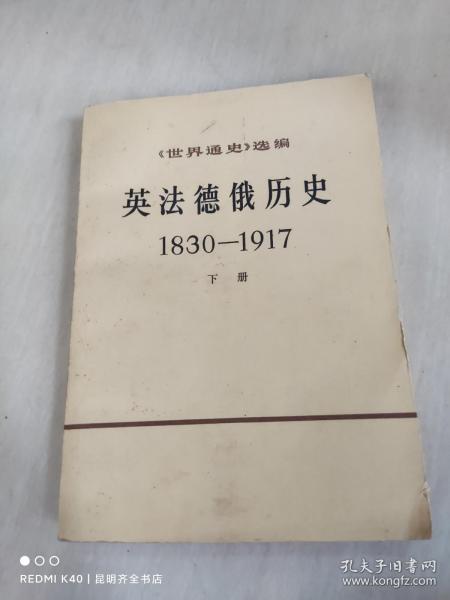 《世界通史》选编
英法德俄历史
1830—1917
下 册
REDMI K40 | 昆明齐全书店
孔夫子旧书网
www.kongfz.com